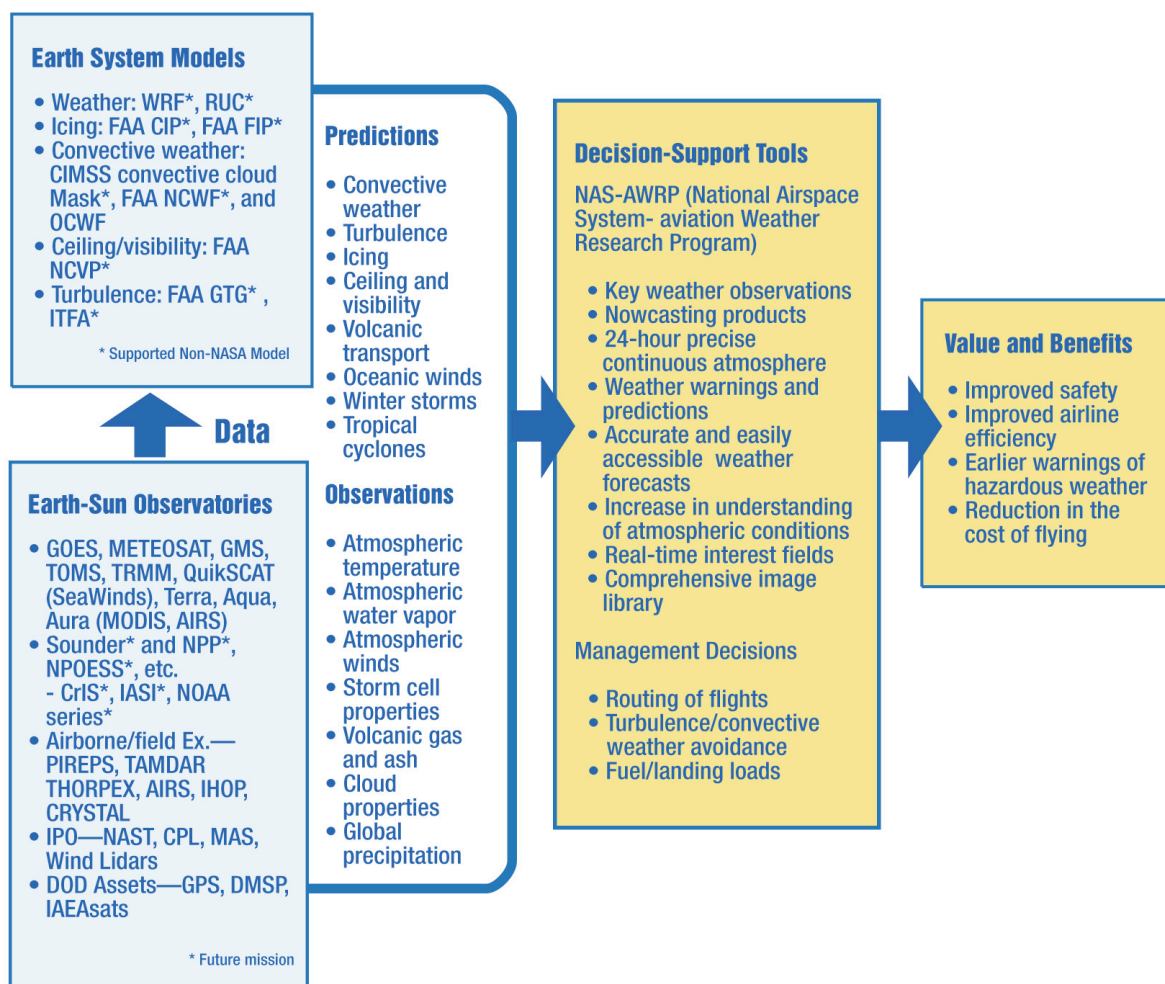 Earth System Models
• Weather: WRF*, RUC*
• Icing: FAA CIP*, FAA FIP*
• Convective weather:
CIMSS convective cloud
Mask*, FAA NCWF*, and
OCWF
• Ceiling/visibility: FAA
NCVP*
• Turbulence: FAA GTG* ,
ITFA*
* Supported Non-NASA Model
Data
Earth-Sun Observatories
• GOES, METEOSAT, GMS,
TOMS, TRMM, QuikSCAT
(SeaWinds), Terra, Aqua,
Aura (MODIS, AIRS)
• Sounder* and NPP*,
NPOESS*, etc.
- CrIS*, IASI*, NOAA
series*
• Airborne/field Ex.—
PIREPS, TAMDAR
THORPEX, AIRS, IHOP,
CRYSTAL
• IPO—NAST, CPL, MAS,
Wind Lidars
• DOD Assets—GPS, DMSP,
IAEAsats
* Future mission
Predictions
• Convective
weather
• Turbulence
• Icing
• Ceiling and
visibility
• Volcanic
transport
• Oceanic winds
• Winter storms
• Tropical
cyclones
Observations
• Atmospheric
temperature
• Atmospheric
water vapor
• Atmospheric
winds
• Storm cell
properties
• Volcanic gas
and ash
• Cloud
properties
• Global
precipitation
Decision-Support Tools
NAS-AWRP (National Airspace
System- aviation Weather
Research Program)
• Key weather observations
• Nowcasting products
• 24-hour precise
continuous atmosphere
• Weather warnings and
predictions
• Accurate and easily
accessible weather
forecasts
• Increase in understanding
of atmospheric conditions
• Real-time interest fields
• Comprehensive image
library
Management Decisions
• Routing of flights
• Turbulence/convective
weather avoidance
• Fuel/landing loads
Value and Benefits
• Improved safety
• Improved airline
efficiency
• Earlier warnings of
hazardous weather
• Reduction in the
cost of flying